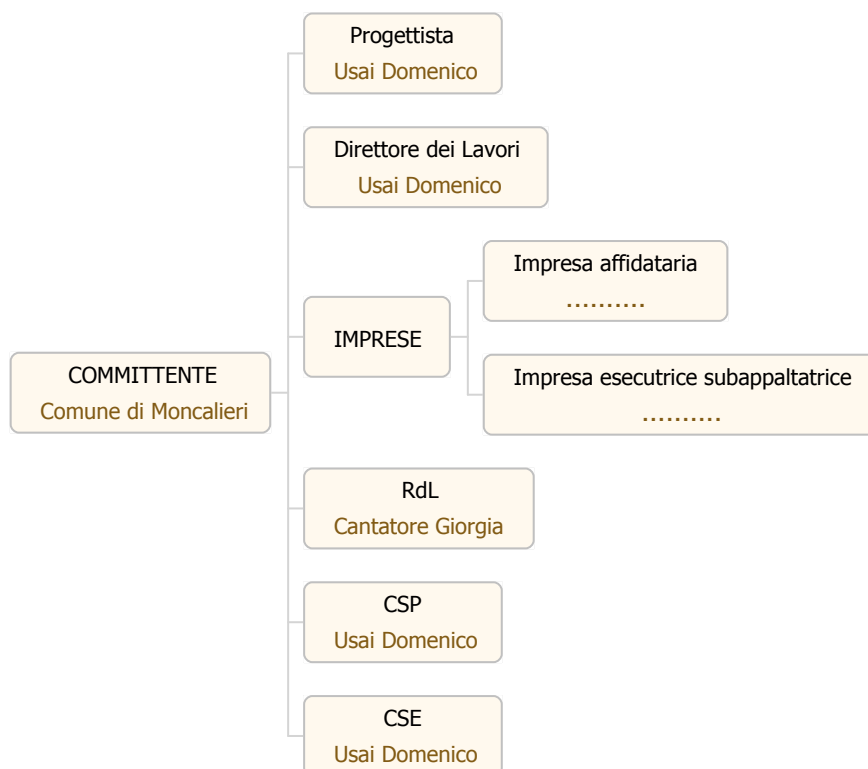 Progettista
Usai Domenico
Direttore dei Lavori
Usai Domenico
Impresa affidataria
..........
IMPRESE
Impresa esecutrice subappaltatrice
..........
COMMITTENTE
Comune di Moncalieri
RdL
Cantatore Giorgia
CSP
Usai Domenico
CSE
Usai Domenico